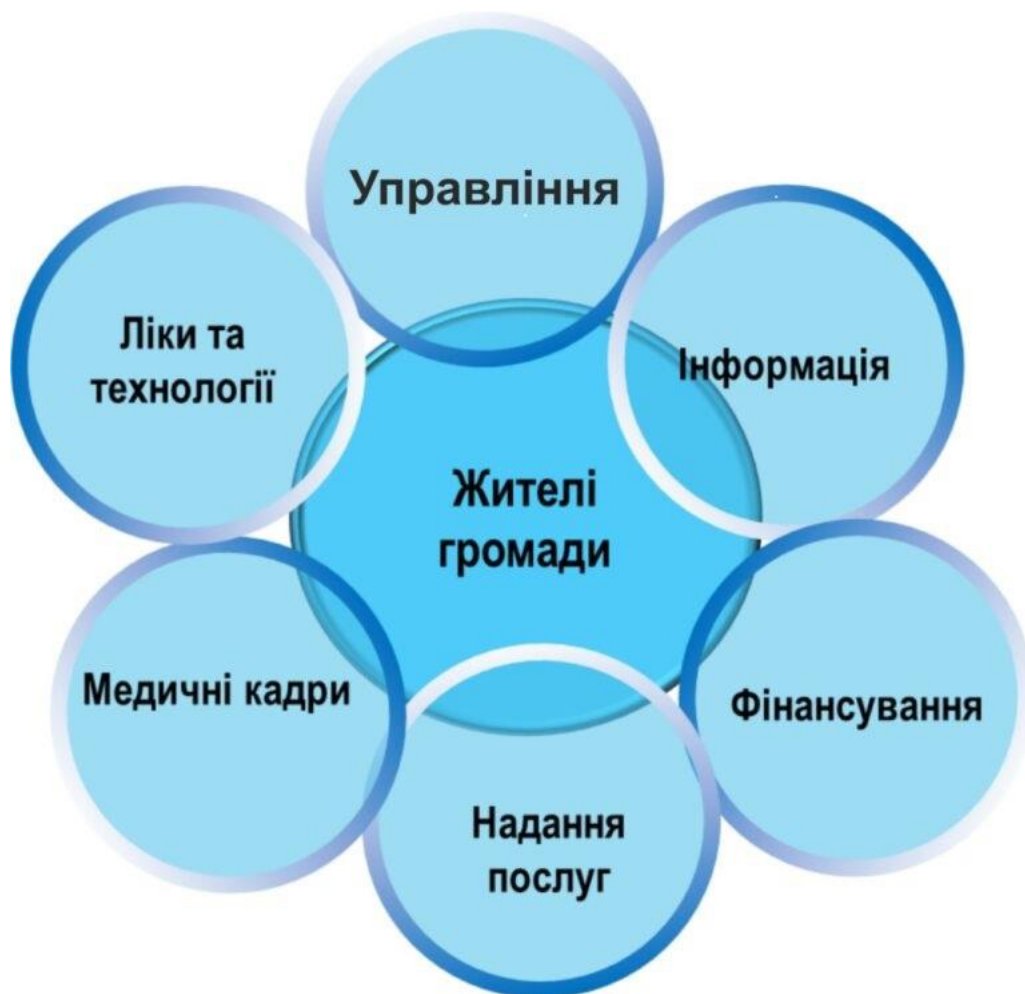 Управління
Ліки та
технології
Інформація
Жителі
громади
Медичні кадри
Фінансування
Надання
послуг